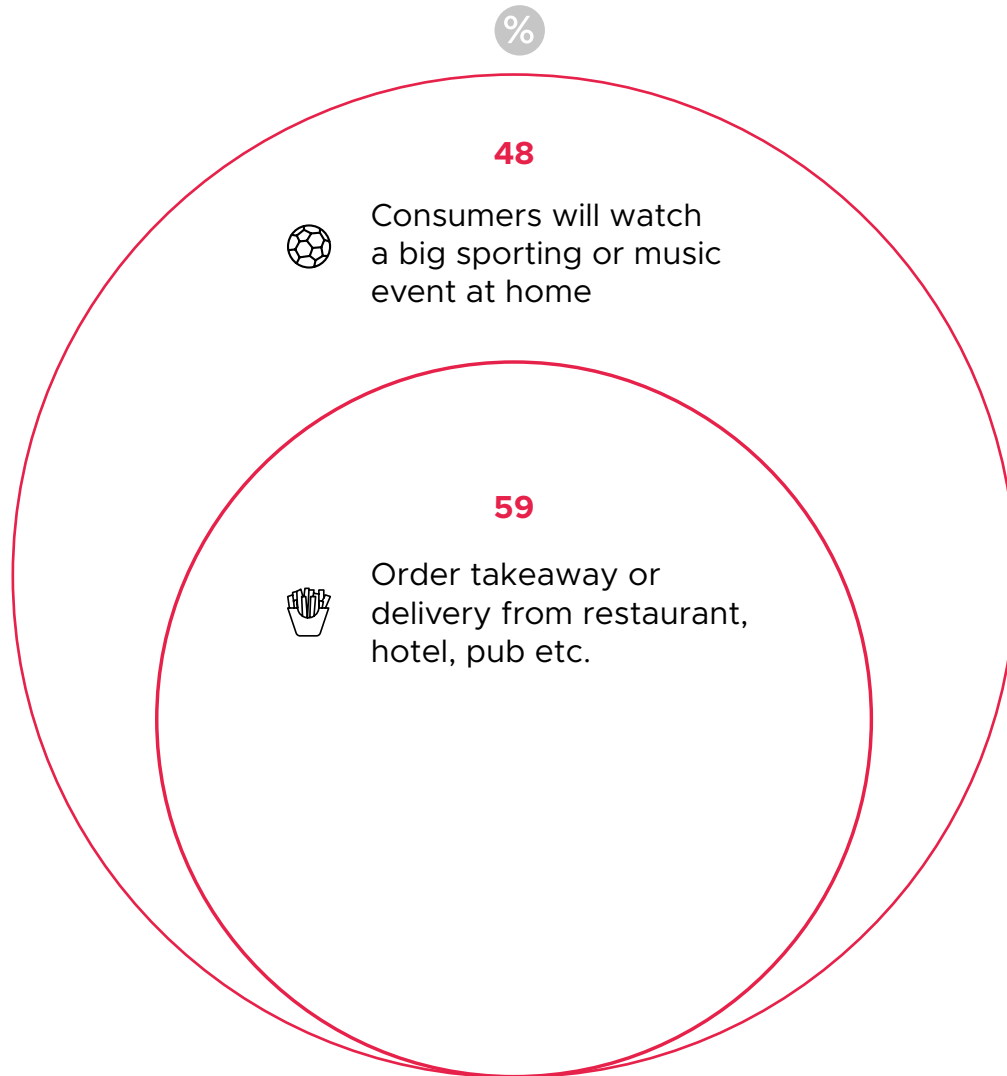 %
48
Consumers will watch
a big sporting or music
event at home
59
Order takeaway or
delivery from restaurant,
hotel, pub etc.